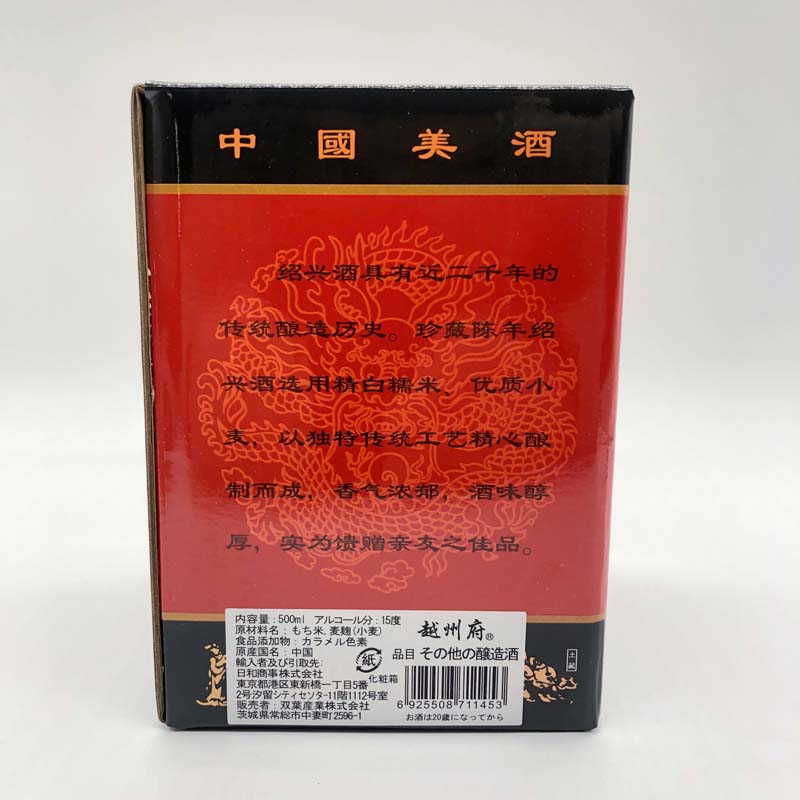 中國美酒
绍兴酒具有近二千年的
传统酿造历史。珍藏陈年绍
兴酒选用精白糯米、优质小
麦，以独特传统工艺精心酿
制而成，香气浓郁，酒味醇
厚，实为馈赠亲友之佳品。
内容量：500ml アルコール分：15度
原材料名：もち米、麦麹(小麦)
食品添加物：カラメル色素
原産国名：中国
輸入者及び引取先：
日和商事株式会社
東京都港区東新橋一丁目5番
2号汐留シティセンター11階1112号室
販売者：双葉産業株式会社
茨城県常総市中妻町2596-1
紙
化粧箱
越州府®
品目 その他の醸造酒
6 925508 711453
お酒は20歳になってから